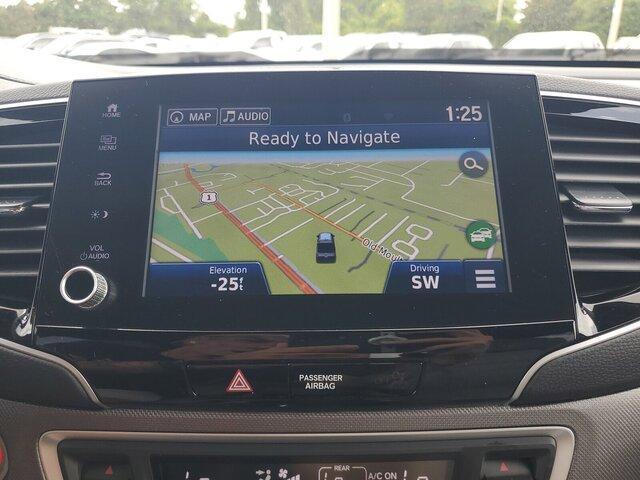 HOME
MENU
BACK
VOL
AUDIO
MAP
AUDIO
1:25
Ready to Navigate
1
Elevation
-25ft
Driving
SW
PASSENGER
AIRBAG
REAR
A/C ON